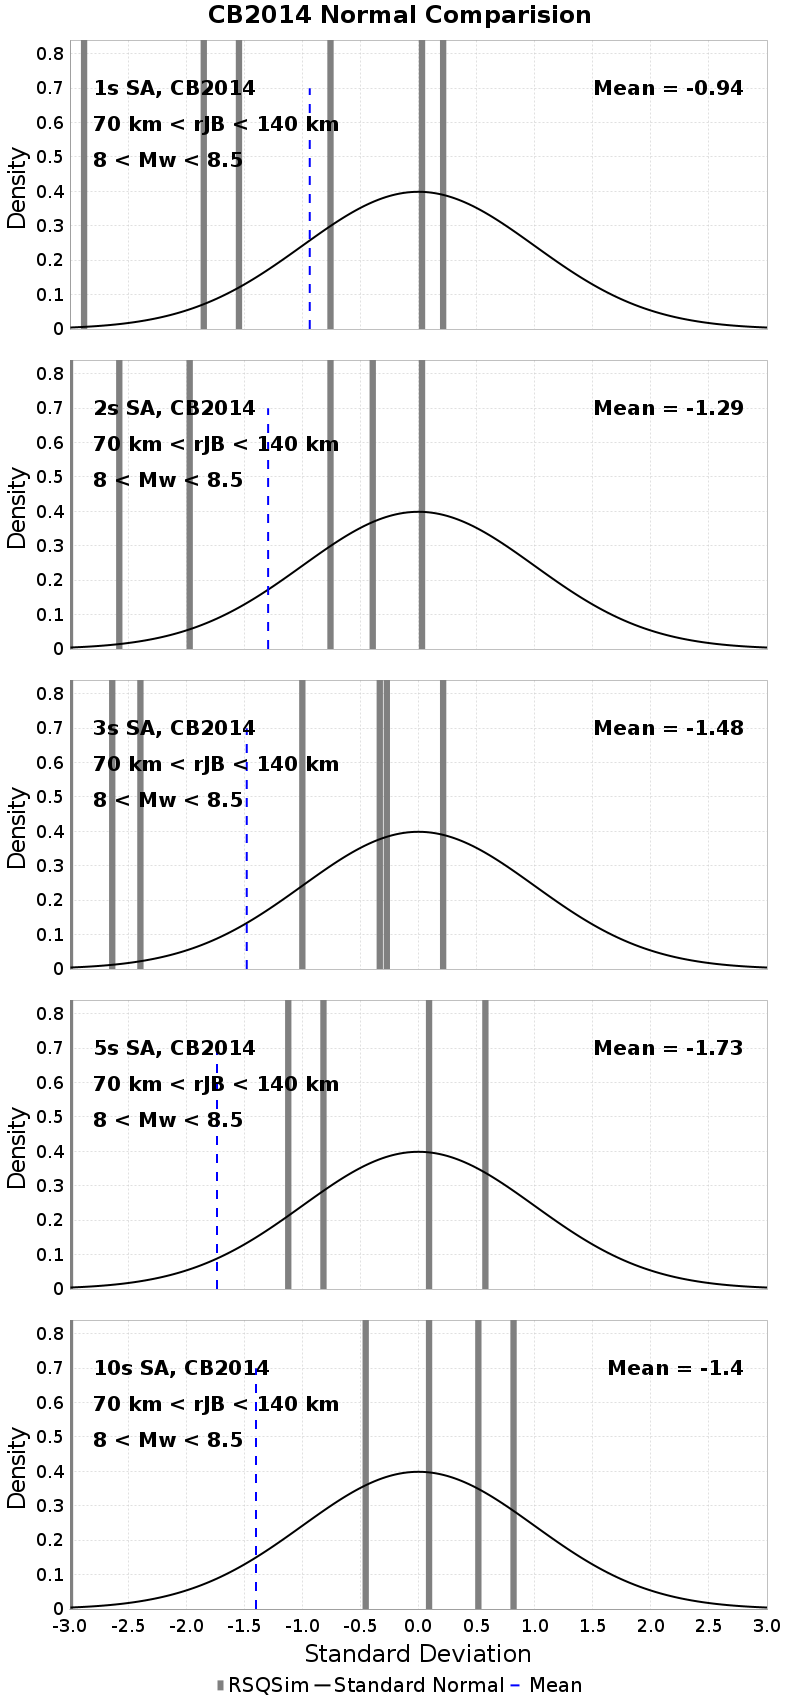 CB2014 Normal Comparision
0.8
0.7
0.6
0.5
0.4
0.3
0.2
0.1
0
Density
1s SA, CB2014
70 km < rJB < 140 km
8 < Mw < 8.5
Mean = -0.94
0.8
0.7
0.6
0.5
0.4
0.3
0.2
0.1
0
Density
2s SA, CB2014
70 km < rJB < 140 km
8 < Mw < 8.5
Mean = -1.29
0.8
0.7
0.6
0.5
0.4
0.3
0.2
0.1
0
Density
3s SA, CB2014
70 km < rJB < 140 km
8 < Mw < 8.5
Mean = -1.48
0.8
0.7
0.6
0.5
0.4
0.3
0.2
0.1
0
Density
5s SA, CB2014
70 km < rJB < 140 km
8 < Mw < 8.5
Mean = -1.73
0.8
0.7
0.6
0.5
0.4
0.3
0.2
0.1
0
Density
10s SA, CB2014
70 km < rJB < 140 km
8 < Mw < 8.5
Mean = -1.4
-3.0 -2.5 -2.0 -1.5 -1.0 -0.5 0.0 0.5 1.0 1.5 2.0 2.5 3.0
Standard Deviation
RSQSim Standard Normal Mean